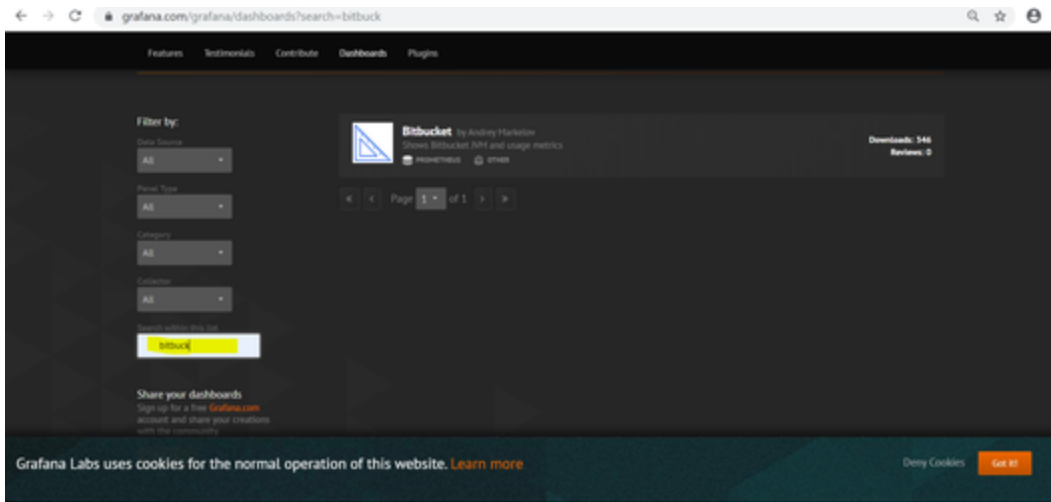 grafana.com/grafana/dashboards?search=bitbuck
Features Testimonials Contribute Dashboards Plugins
Filter by:
Data Source
All
Panel Type
All
Category
All
Collector
All
Search within this list
bitbuck
Share your dashboards
Sign up for a free Grafana.com
account and share your creations
with the community
Bitbucket by Andrey Markelov
Shows Bitbucket JVM and usage metrics
PROMETHEUS OTHER
Downloads: 346
Reviews: 0
« ‹ Page 1 of 1 › »
Grafana Labs uses cookies for the normal operation of this website. Learn more
Deny Cookies Got it!